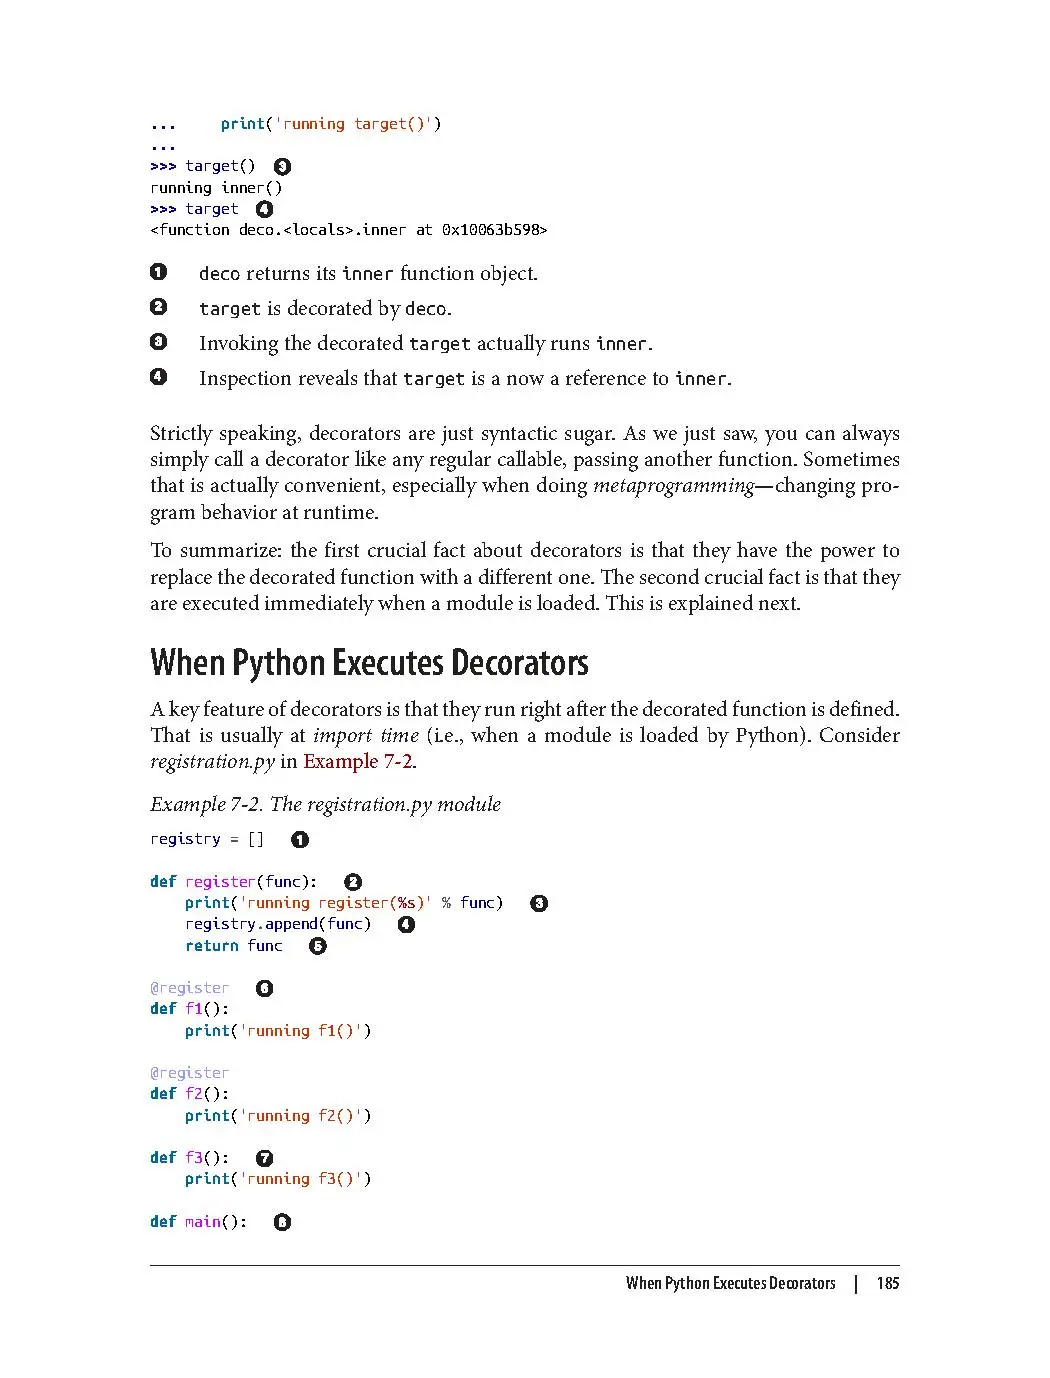 ...     print('running target()')
...
>>> target()  ❸
running inner()
>>> target  ❹
<function deco.<locals>.inner at 0x10063b598>
❶ deco returns its inner function object.
❷ target is decorated by deco.
❸ Invoking the decorated target actually runs inner.
❹ Inspection reveals that target is a now a reference to inner.
Strictly speaking, decorators are just syntactic sugar. As we just saw, you can always
simply call a decorator like any regular callable, passing another function. Sometimes
that is actually convenient, especially when doing metaprogramming—changing pro-
gram behavior at runtime.
To summarize: the first crucial fact about decorators is that they have the power to
replace the decorated function with a different one. The second crucial fact is that they
are executed immediately when a module is loaded. This is explained next.
When Python Executes Decorators
A key feature of decorators is that they run right after the decorated function is defined.
That is usually at import time (i.e., when a module is loaded by Python). Consider
registration.py in Example 7-2.
Example 7-2. The registration.py module
registry = []  ❶
def register(func):  ❷
    print('running register(%s)' % func)  ❸
    registry.append(func)  ❹
    return func  ❺
@register  ❻
def f1():
    print('running f1()')
@register
def f2():
    print('running f2()')
def f3():  ❼
    print('running f3()')
def main():  ❽
When Python Executes Decorators | 185